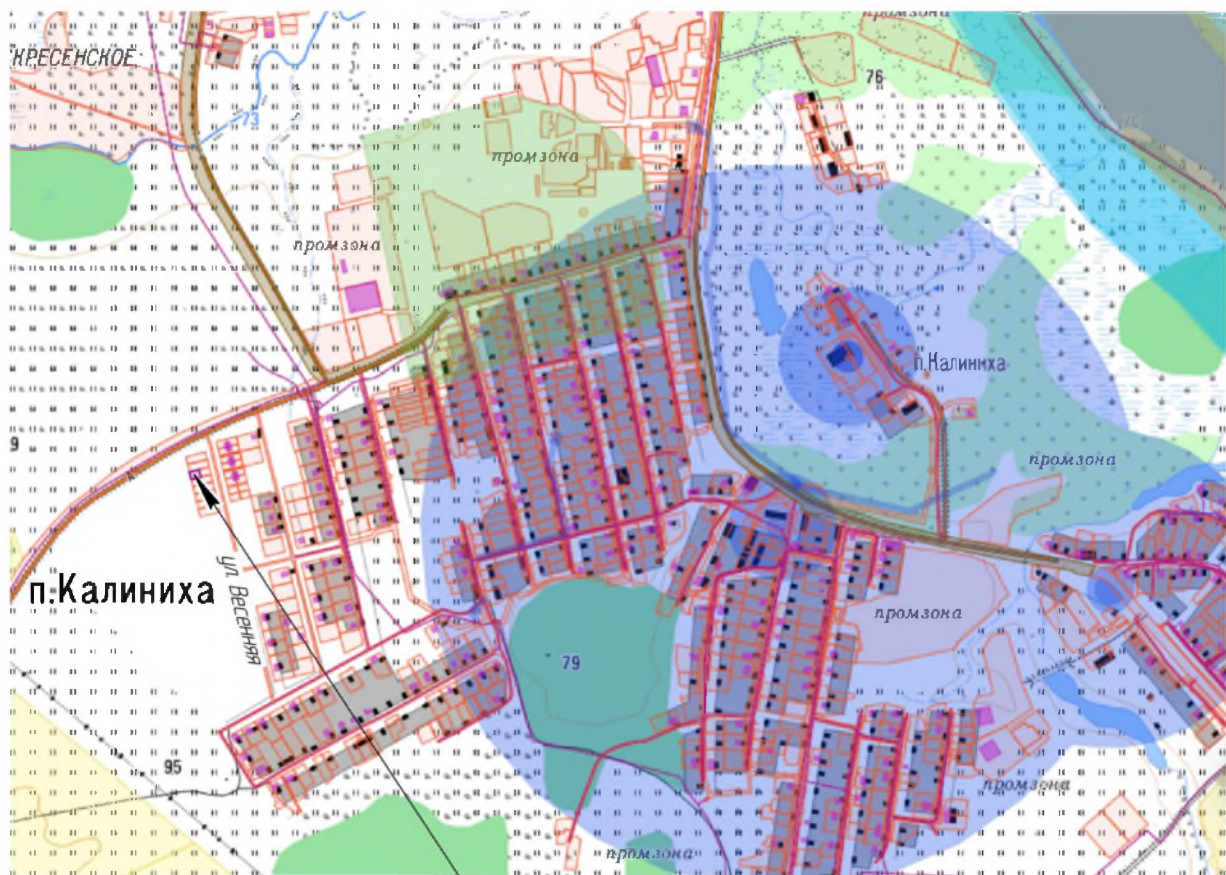 промзона
КРЕСЕНСКОЕ
76
73
промзона
промзона
п.Калиниха
9
промзона
п.Калиниха
ул. Весенняя
промзона
79
95
промзона
промзона